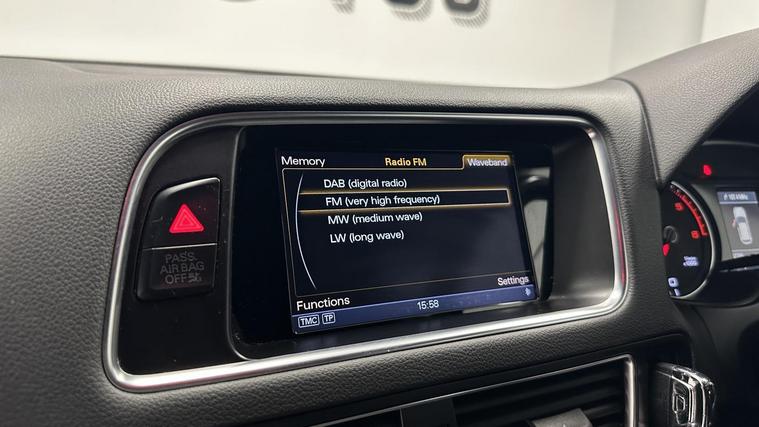 Memory
Radio FM
Waveband
DAB (digital radio)
FM (very high frequency)
MW (medium wave)
LW (long wave)
Settings
Functions
15:58
TMC TP
PASS.
AIR BAG
OFF